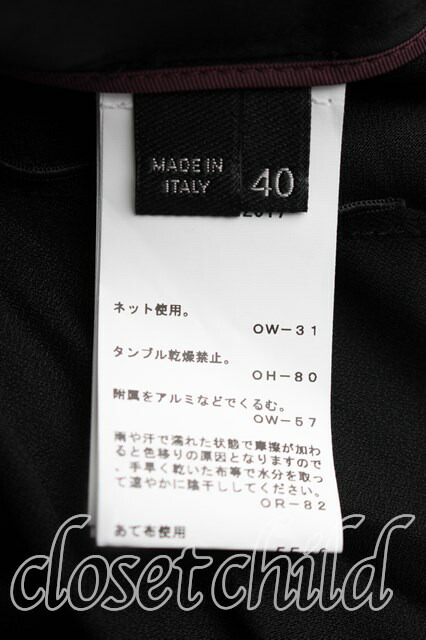 MADE IN
ITALY
40
2017
ネット使用。
OW-31
タンブル乾燥禁止。
OH-80
附属をアルミなどでくるむ。
OW-57
雨や汗で濡れた状態で摩擦が加わ
ると色移りの原因となりますので
、手早く乾いた布等で水分を取っ
て速やかに陰干ししてください。
OR-82
あて布使用
closetchild